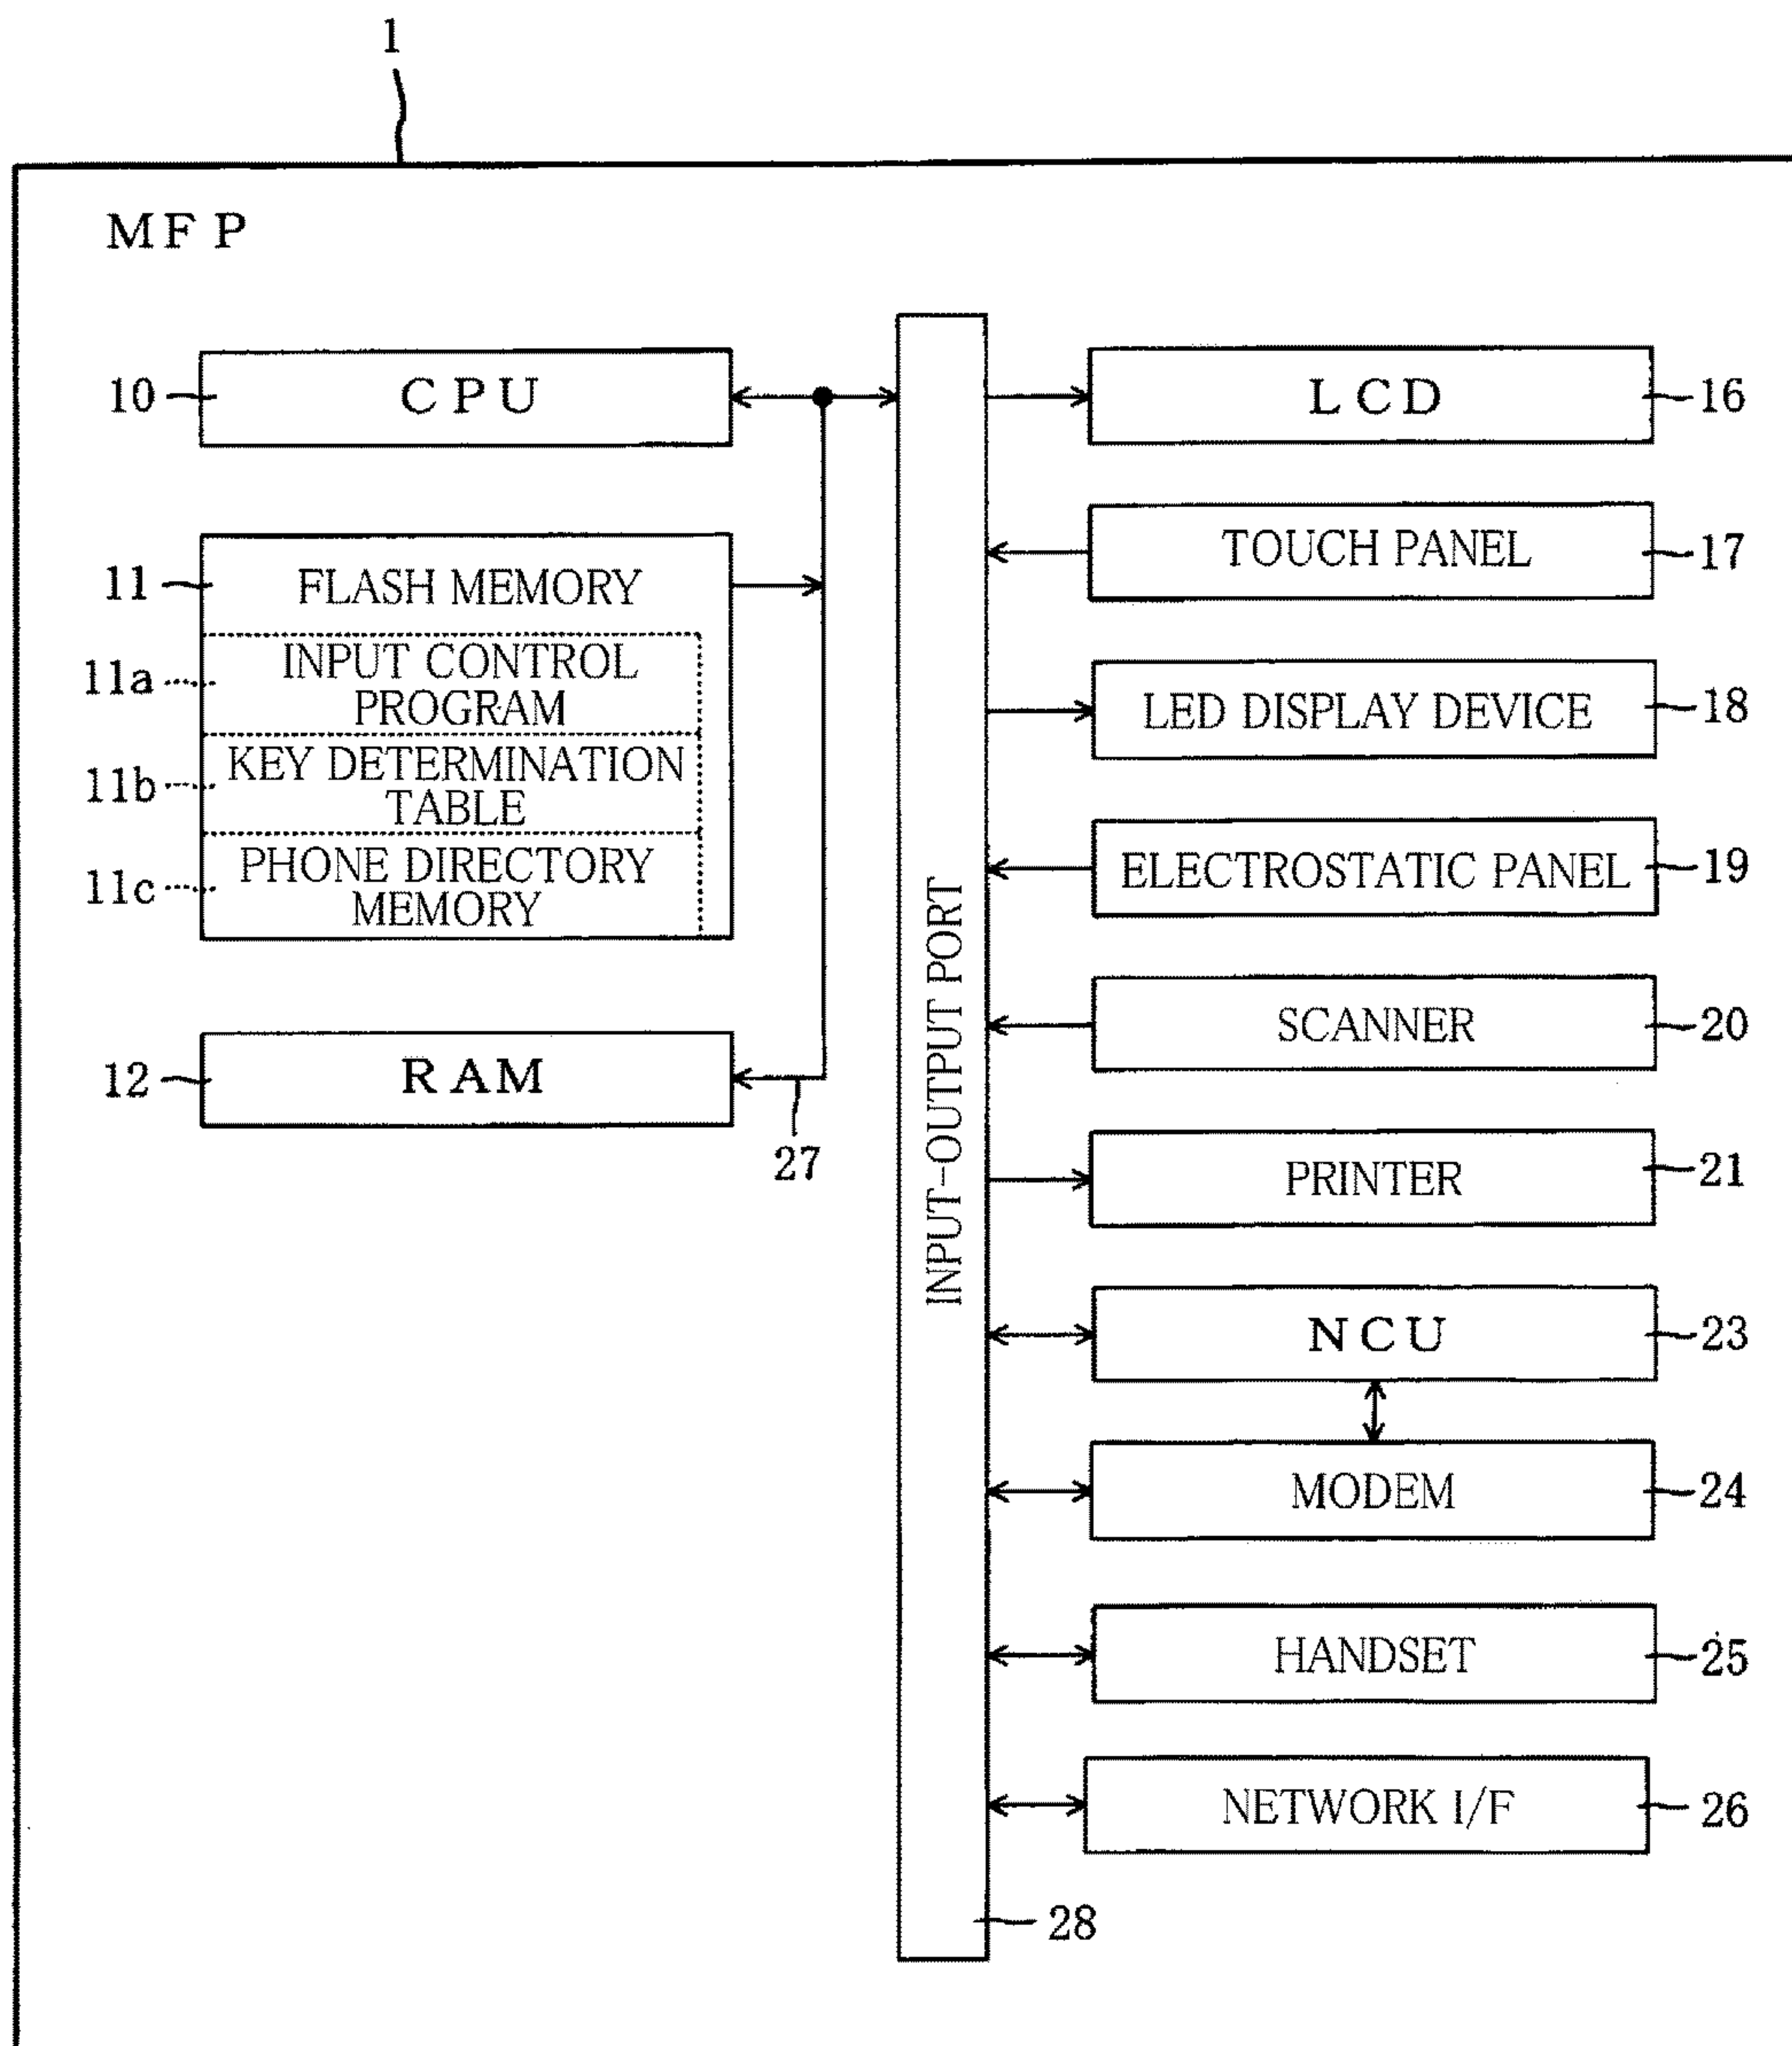 1
MFP
10
CPU
11
FLASH MEMORY
11a
INPUT CONTROL
PROGRAM
11b
KEY DETERMINATION
TABLE
11c
PHONE DIRECTORY
MEMORY
12
RAM
27
INPUT-OUTPUT PORT
28
LCD
16
TOUCH PANEL
17
LED DISPLAY DEVICE
18
ELECTROSTATIC PANEL
19
SCANNER
20
PRINTER
21
NCU
23
MODEM
24
HANDSET
25
NETWORK I/F
26